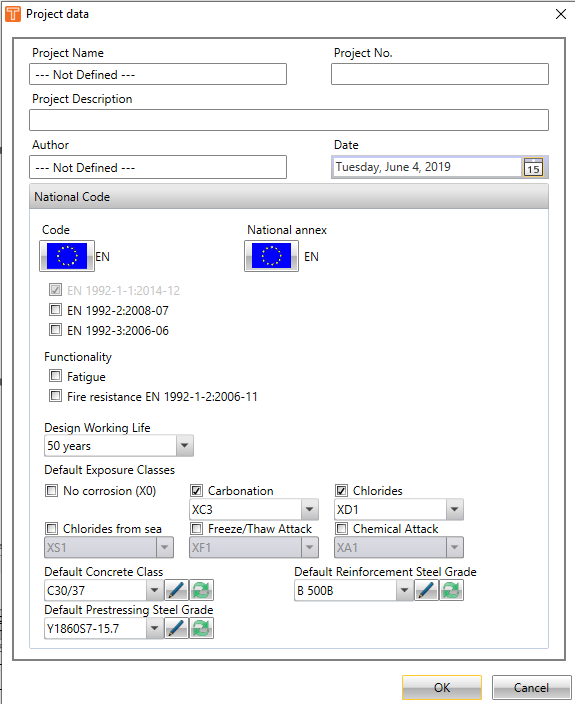 T Project data
Project Name Project No.
--- Not Defined ---
Project Description
Author Date
--- Not Defined --- Tuesday, June 4, 2019 15
National Code
Code National annex
EN EN
EN 1992-1-1:2014-12
EN 1992-2:2008-07
EN 1992-3:2006-06
Functionality
Fatigue
Fire resistance EN 1992-1-2:2006-11
Design Working Life
50 years
Default Exposure Classes
No corrosion (X0) Carbonation Chlorides
XC3 XD1
Chlorides from sea Freeze/Thaw Attack Chemical Attack
XS1 XF1 XA1
Default Concrete Class Default Reinforcement Steel Grade
C30/37 B 500B
Default Prestressing Steel Grade
Y1860S7-15.7
OK Cancel